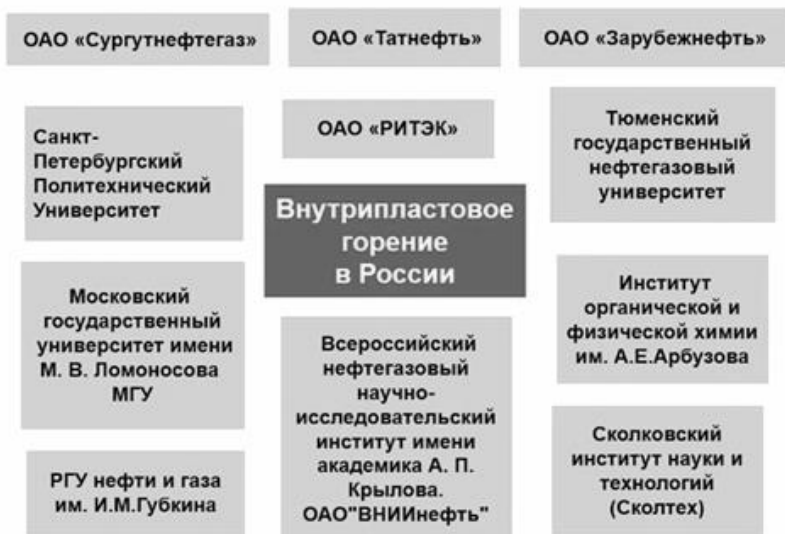 ОАО «Сургутнефтегаз»
ОАО «Татнефть»
ОАО «Зарубежнефть»
Санкт-
Петербургский
Политехнический
Университет
ОАО «РИТЭК»
Тюменский
государственный
нефтегазовый
университет
Внутрипластовое
горение
в России
Московский
государственный
университет имени
М. В. Ломоносова
МГУ
Всероссийский
нефтегазовый
научно-
исследовательский
институт имени
академика А. П.
Крылова.
ОАО"ВНИИнефть"
Институт
органической и
физической химии
им. А.Е.Арбузова
РГУ нефти и газа
им. И.М.Губкина
Сколковский
институт науки и
технологий
(Сколтех)